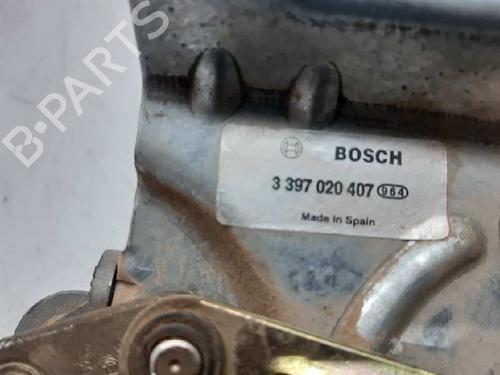 B-PARTS
BOSCH
3 397 020 407 964
Made in Spain